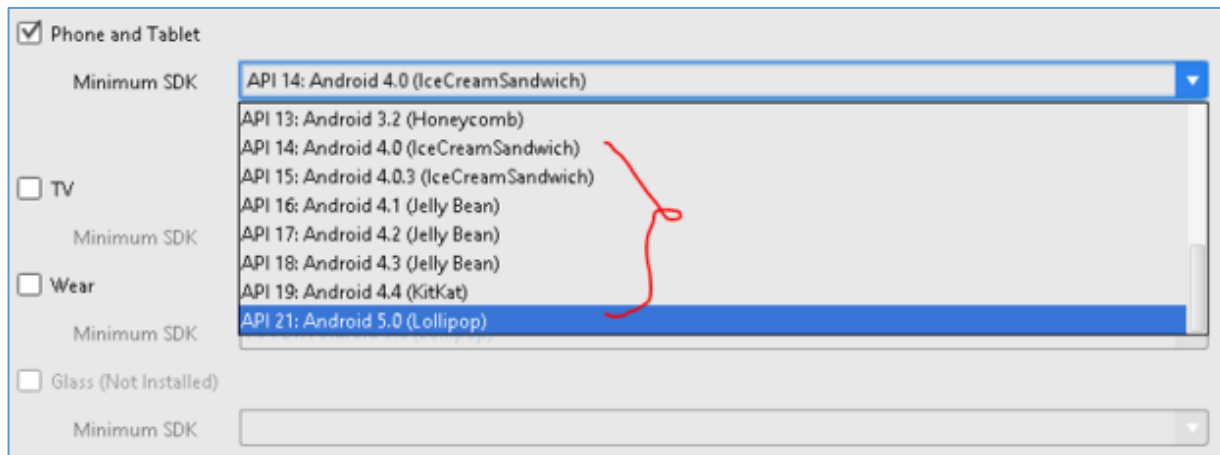 Phone and Tablet
Minimum SDK API 14: Android 4.0 (IceCreamSandwich)
API 13: Android 3.2 (Honeycomb)
API 14: Android 4.0 (IceCreamSandwich)
API 15: Android 4.0.3 (IceCreamSandwich)
TV
API 16: Android 4.1 (Jelly Bean)
Minimum SDK API 17: Android 4.2 (Jelly Bean)
API 18: Android 4.3 (Jelly Bean)
Wear
API 19: Android 4.4 (KitKat)
API 21: Android 5.0 (Lollipop)
Minimum SDK
Glass (Not Installed)
Minimum SDK